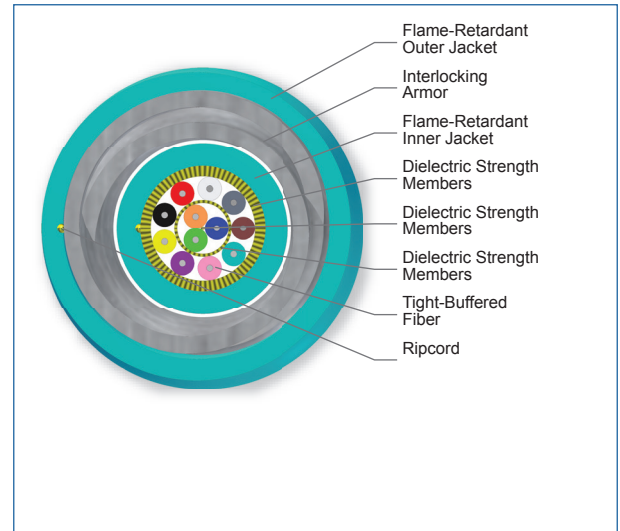 Flame-Retardant
Outer Jacket
Interlocking
Armor
Flame-Retardant
Inner Jacket
Dielectric Strength
Members
Dielectric Strength
Members
Dielectric Strength
Members
Tight-Buffered
Fiber
Ripcord